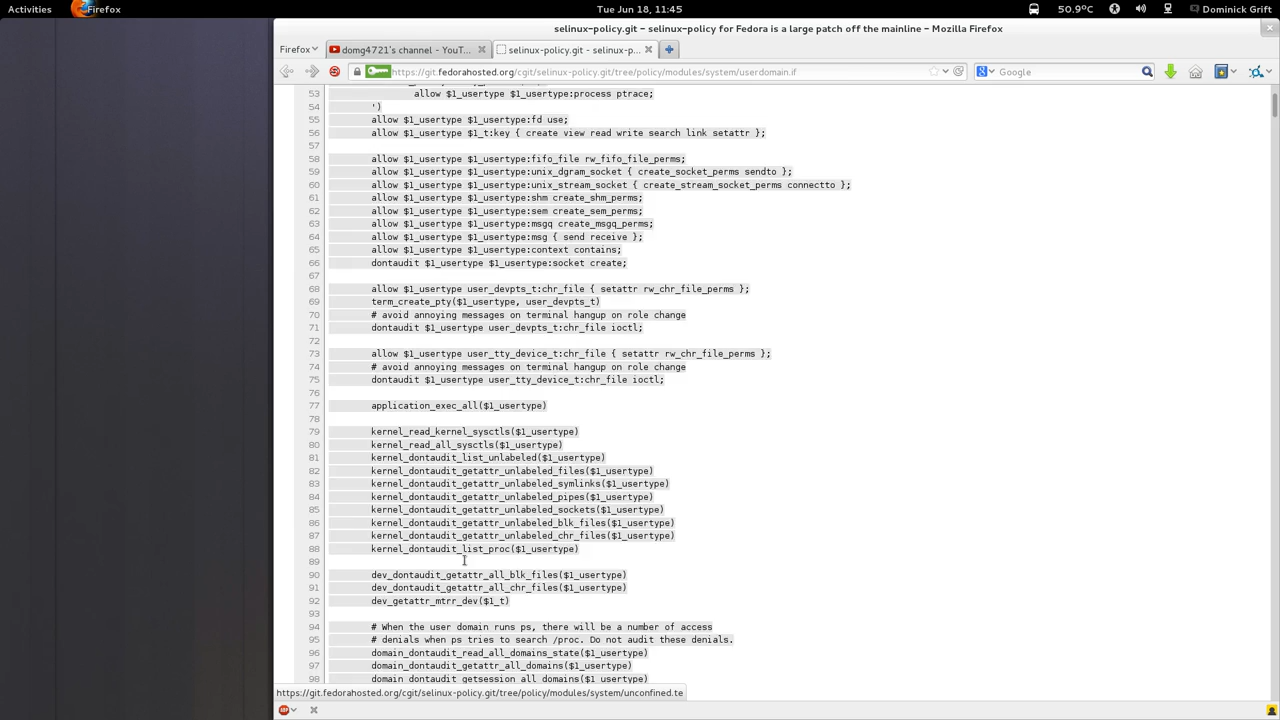 Activities Firefox Tue Jun 18, 11:45 50.9°C Dominick Grift
selinux-policy.git - selinux-policy for Fedora is a large patch off the mainline - Mozilla Firefox
Firefox domg4721's channel - YouT... selinux-policy.git - selinux-p...
https://git.fedorahosted.org/cgit/selinux-policy.git/tree/policy/modules/system/userdomain.if Google
53 allow $1_usertype $1_usertype:process ptrace;
54 ')
55 allow $1_usertype $1_usertype:fd use;
56 allow $1_usertype $1_t:key { create view read write search link setattr };
57
58 allow $1_usertype $1_usertype:fifo_file rw_fifo_file_perms;
59 allow $1_usertype $1_usertype:unix_dgram_socket { create_socket_perms sendto };
60 allow $1_usertype $1_usertype:unix_stream_socket { create_stream_socket_perms connectto };
61 allow $1_usertype $1_usertype:shm create_shm_perms;
62 allow $1_usertype $1_usertype:sem create_sem_perms;
63 allow $1_usertype $1_usertype:msgq create_msgq_perms;
64 allow $1_usertype $1_usertype:msg { send receive };
65 allow $1_usertype $1_usertype:context contains;
66 dontaudit $1_usertype $1_usertype:socket create;
67
68 allow $1_usertype user_devpts_t:chr_file { setattr rw_chr_file_perms };
69 term_create_pty($1_usertype, user_devpts_t)
70 # avoid annoying messages on terminal hangup on role change
71 dontaudit $1_usertype user_devpts_t:chr_file ioctl;
72
73 allow $1_usertype user_tty_device_t:chr_file { setattr rw_chr_file_perms };
74 # avoid annoying messages on terminal hangup on role change
75 dontaudit $1_usertype user_tty_device_t:chr_file ioctl;
76
77 application_exec_all($1_usertype)
78
79 kernel_read_kernel_sysctls($1_usertype)
80 kernel_read_all_sysctls($1_usertype)
81 kernel_dontaudit_list_unlabeled($1_usertype)
82 kernel_dontaudit_getattr_unlabeled_files($1_usertype)
83 kernel_dontaudit_getattr_unlabeled_symlinks($1_usertype)
84 kernel_dontaudit_getattr_unlabeled_pipes($1_usertype)
85 kernel_dontaudit_getattr_unlabeled_sockets($1_usertype)
86 kernel_dontaudit_getattr_unlabeled_blk_files($1_usertype)
87 kernel_dontaudit_getattr_unlabeled_chr_files($1_usertype)
88 kernel_dontaudit_list_proc($1_usertype)
89
90 dev_dontaudit_getattr_all_blk_files($1_usertype)
91 dev_dontaudit_getattr_all_chr_files($1_usertype)
92 dev_getattr_mtrr_dev($1_t)
93
94 # When the user domain runs ps, there will be a number of access
95 # denials when ps tries to search /proc. Do not audit these denials.
96 domain_dontaudit_read_all_domains_state($1_usertype)
97 domain_dontaudit_getattr_all_domains($1_usertype)
98 domain_dontaudit_getsession_all_domains($1_usertype)
https://git.fedorahosted.org/cgit/selinux-policy.git/tree/policy/modules/system/unconfined.te